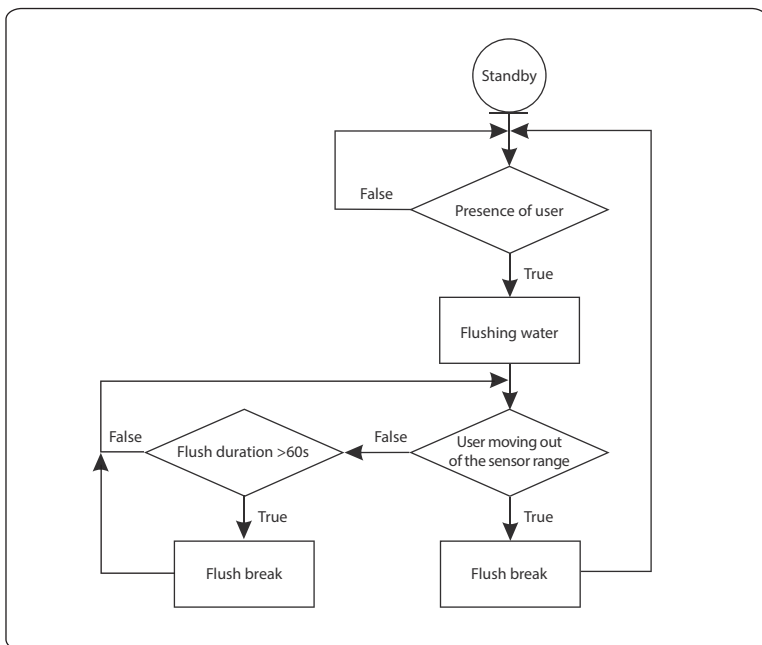 Standby
False
Presence of user
True
Flushing water
False
Flush duration >60s
False
User moving out
of the sensor range
True
True
Flush break
Flush break